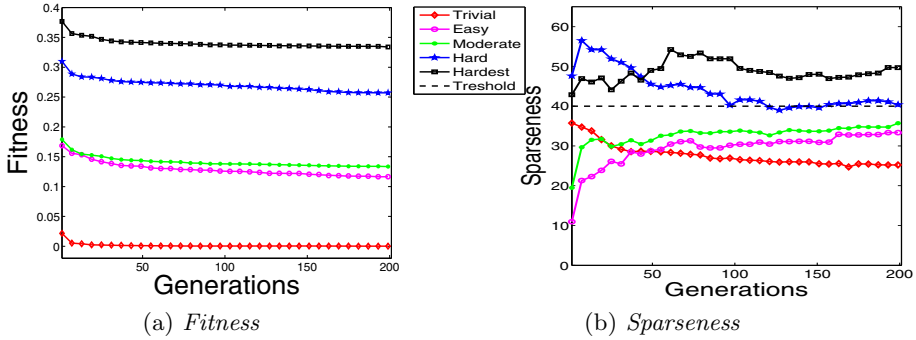 0.4
0.35
0.3
0.25
0.2
0.15
0.1
0.05
0
50
100
150
200
Fitness
Generations
(a) Fitness
Trivial
Easy
Moderate
Hard
Hardest
Treshold
60
50
40
30
20
10
0
50
100
150
200
Sparseness
Generations
(b) Sparseness